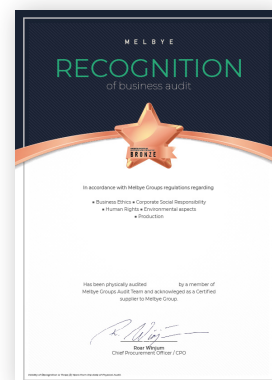 MELBYE
RECOGNITION
of business audit
BRONZE
In accordance with Melbye Groups regulations regarding
• Business Ethics • Corporate Social Responsibility
• Human Rights • Environmental aspects
• Production
Has been physically audited by a member of
Melbye Groups Audit Team and acknowledged as a Certified
supplier to Melbye Group.
Roar Winjum
Chief Procurement Officer / CPO